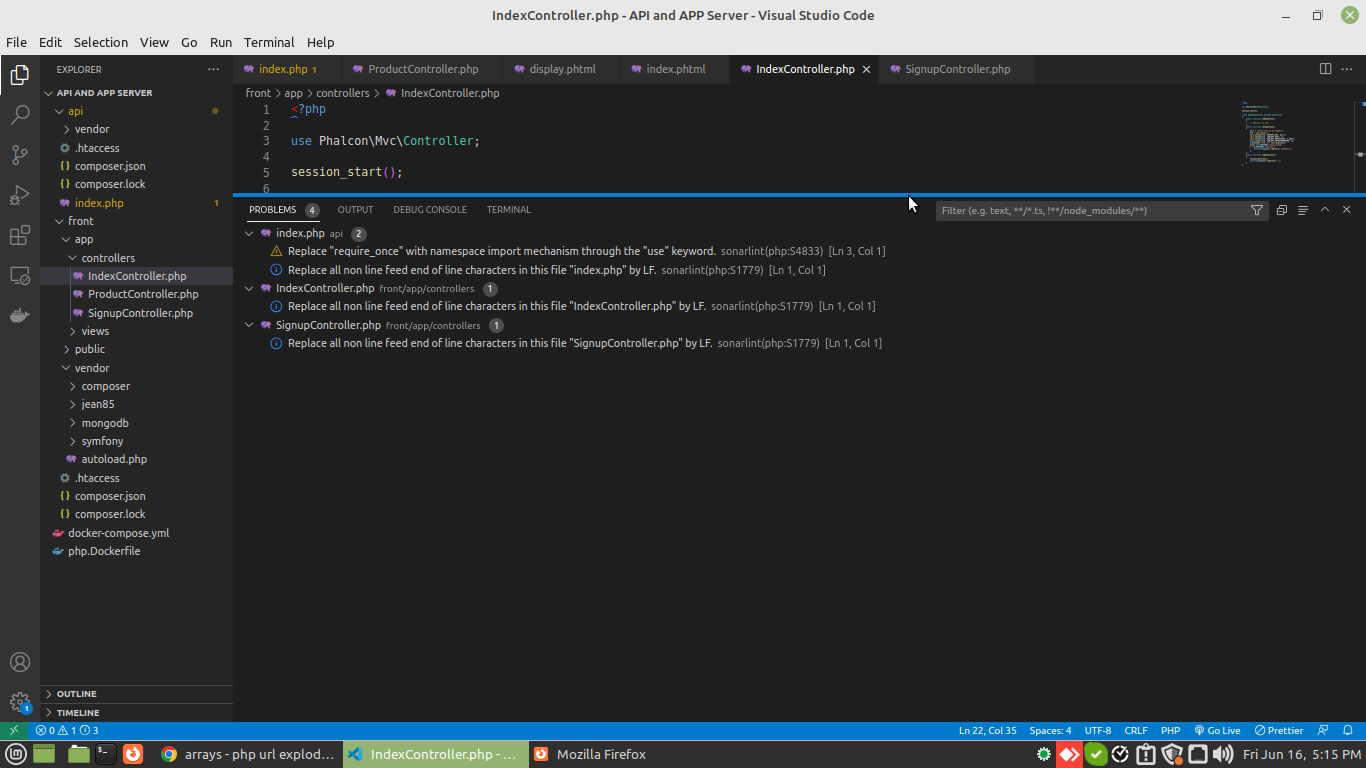 IndexController.php - API and APP Server - Visual Studio Code
File Edit Selection View Go Run Terminal Help
EXPLORER
API AND APP SERVER
api
vendor
.htaccess
composer.json
composer.lock
index.php 1
front
app
controllers
IndexController.php
ProductController.php
SignupController.php
views
public
vendor
composer
jean85
mongodb
symfony
autoload.php
.htaccess
composer.json
composer.lock
docker-compose.yml
php.Dockerfile
OUTLINE
TIMELINE
index.php 1 ProductController.php display.phtml index.phtml IndexController.php SignupController.php
front > app > controllers > IndexController.php
1 <?php
2
3 use Phalcon\Mvc\Controller;
4
5 session_start();
6
PROBLEMS 4 OUTPUT DEBUG CONSOLE TERMINAL
Filter (e.g. text, **/*.ts, !**/node_modules/**)
index.php api 2
Replace "require_once" with namespace import mechanism through the "use" keyword. sonarlint(php:S4833) [Ln 3, Col 1]
Replace all non line feed end of line characters in this file "index.php" by LF. sonarlint(php:S1779) [Ln 1, Col 1]
IndexController.php front/app/controllers 1
Replace all non line feed end of line characters in this file "IndexController.php" by LF. sonarlint(php:S1779) [Ln 1, Col 1]
SignupController.php front/app/controllers 1
Replace all non line feed end of line characters in this file "SignupController.php" by LF. sonarlint(php:S1779) [Ln 1, Col 1]
1
0 1 3 Ln 22, Col 35 Spaces: 4 UTF-8 CRLF PHP Go Live Prettier
arrays - php url explod... IndexController.php - ... Mozilla Firefox Fri Jun 16, 5:15 PM